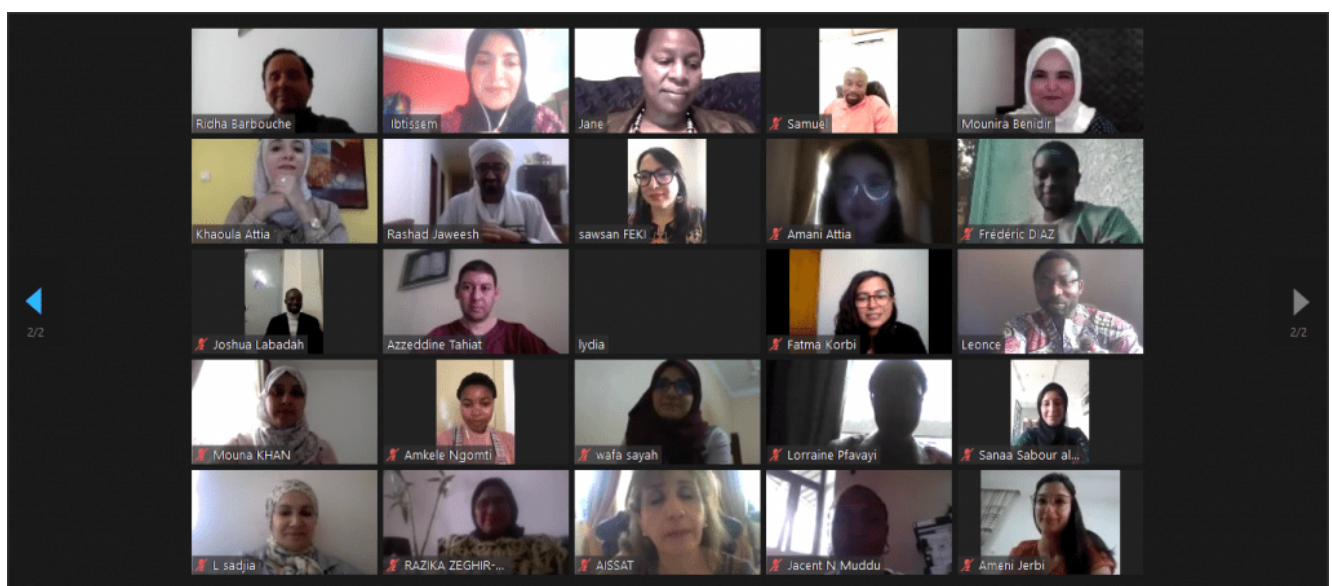 Ridha Barbouche
Ibtissem
Jane
Samuel
Mounira Benidir
Khaoula Attia
Rashad Jaweesh
sawsan FEKI
Amani Attia
Frédéric DIAZ
2/2
2/2
Joshua Labadah
Azzeddine Tahiat
lydia
Fatma Korbi
Leonce
Mouna KHAN
Amkele Ngomti
wafa sayah
Lorraine Pfavayi
Sanaa Sabour al...
L sadjia
RAZIKA ZEGHIR-...
AISSAT
Jacent N Muddu
Ameni Jerbi